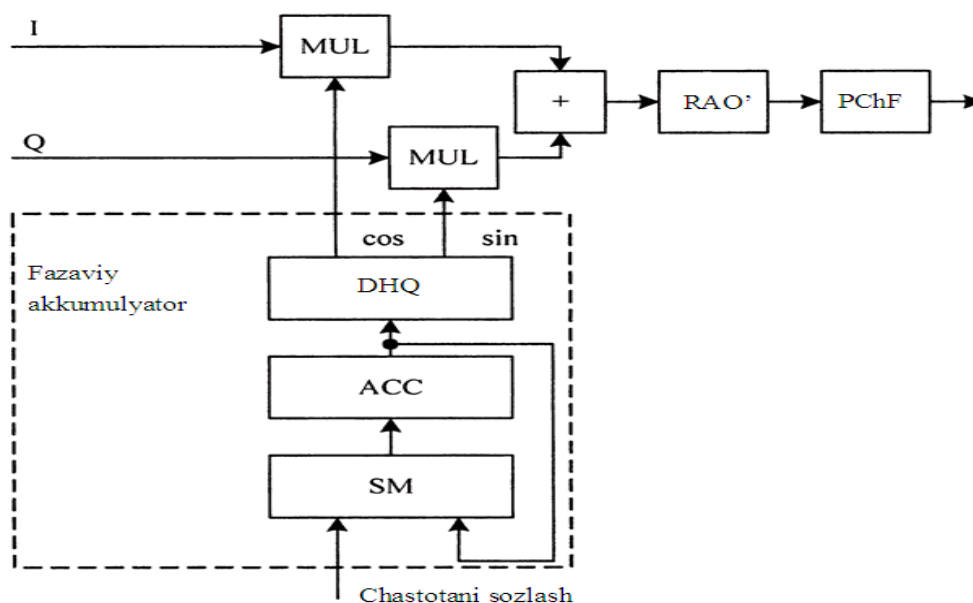 I
MUL
+
RAO’
PChF
Q
MUL
cos
sin
Fazaviy
akkumulyator
DHQ
ACC
SM
Chastotani sozlash